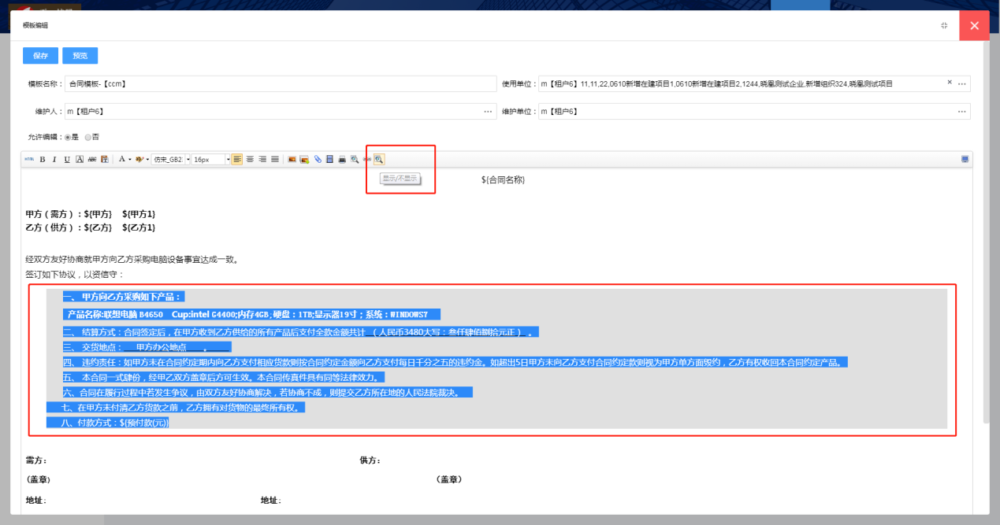 模板编辑
保存 预览
模板名称： 合同模板-【ccm】 使用单位： m【租户6】11,11,22,0610新增在建项目1,0610新增在建项目2,1244,晓凰测试企业,新增组织324,晓凰测试项目 × ...
维护人： m【租户6】 ... 维护单位： m【租户6】 ...
允许编辑： 是 否
HTML B I U A ABC A 仿宋_GB2: 16px
显示/不显示
${合同名称}
甲方（需方）：${甲方} ${甲方1}
乙方（供方）：${乙方} ${乙方1}
经双方友好协商就甲方向乙方采购电脑设备事宜达成一致。
签订如下协议，以资信守：
一、 甲方向乙方采购如下产品：
产品名称:联想电脑 B4650 Cup:intel G4400;内存4GB;硬盘：1TB;显示器19寸；系统：WINDOWS7
二、 结算方式：合同签定后，在甲方收到乙方供给的所有产品后支付全款金额共计 （人民币3480大写：叁仟肆佰捌拾元正） 。
三、 交货地点： 甲方办公地点 。
四、 违约责任：如甲方未在合同约定期内向乙方支付相应货款则按合同约定金额向乙方支付每日千分之五的违约金。如超出5日甲方未向乙方支付合同约定款则视为甲方单方面毁约，乙方有权收回本合同约定产品。
五、 本合同一式肆份，经甲乙双方盖章后方可生效。本合同传真件具有同等法律效力。
六、合同在履行过程中若发生争议，由双方友好协商解决，若协商不成，则提交乙方所在地的人民法院裁决。
七、在甲方未付清乙方货款之前，乙方拥有对货物的最终所有权。
八、付款方式：${预付款(元)}
需方： 供方：
（盖章） （盖章）
地址： 地址：